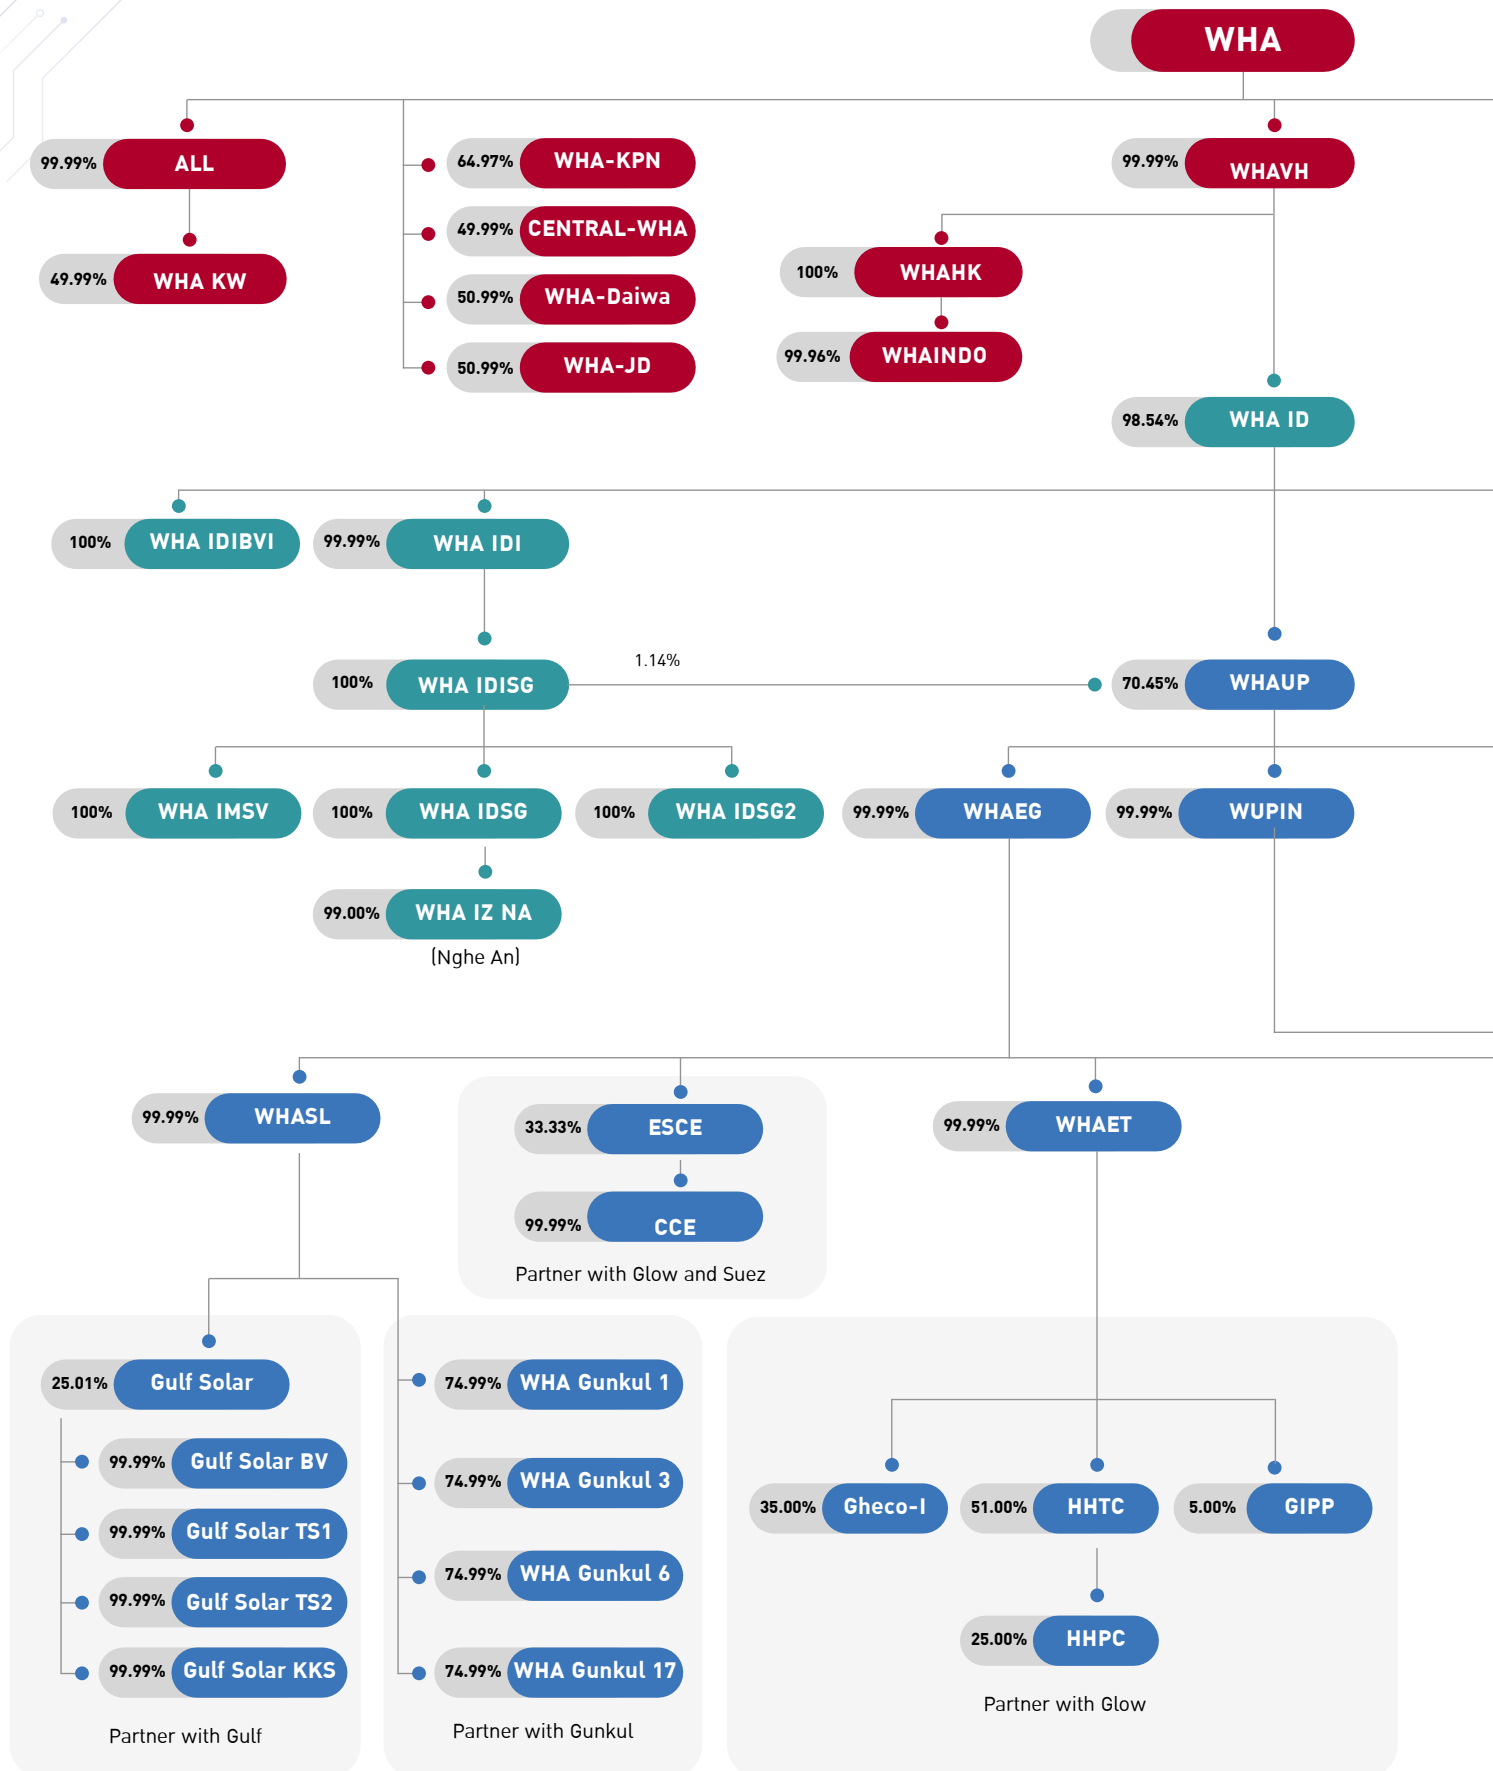 WHA
99.99% ALL
64.97% WHA-KPN
99.99% WHAVH
49.99% CENTRAL-WHA
49.99% WHA KW
100% WHAHK
50.99% WHA-Daiwa
99.96% WHAINDO
50.99% WHA-JD
98.54% WHA ID
100% WHA IDIBVI
99.99% WHA IDI
1.14%
100% WHA IDISG
70.45% WHAUP
100% WHA IMSV
100% WHA IDSG
100% WHA IDSG2
99.99% WHAEG
99.99% WUPIN
99.00% WHA IZ NA
(Nghe An)
99.99% WHASL
33.33% ESCE
99.99% WHAET
99.99% CCE
Partner with Glow and Suez
25.01% Gulf Solar
99.99% Gulf Solar BV
99.99% Gulf Solar TS1
99.99% Gulf Solar TS2
99.99% Gulf Solar KKS
Partner with Gulf
74.99% WHA Gunkul 1
74.99% WHA Gunkul 3
74.99% WHA Gunkul 6
74.99% WHA Gunkul 17
Partner with Gunkul
35.00% Gheco-I
51.00% HHTC
5.00% GIPP
25.00% HHPC
Partner with Glow